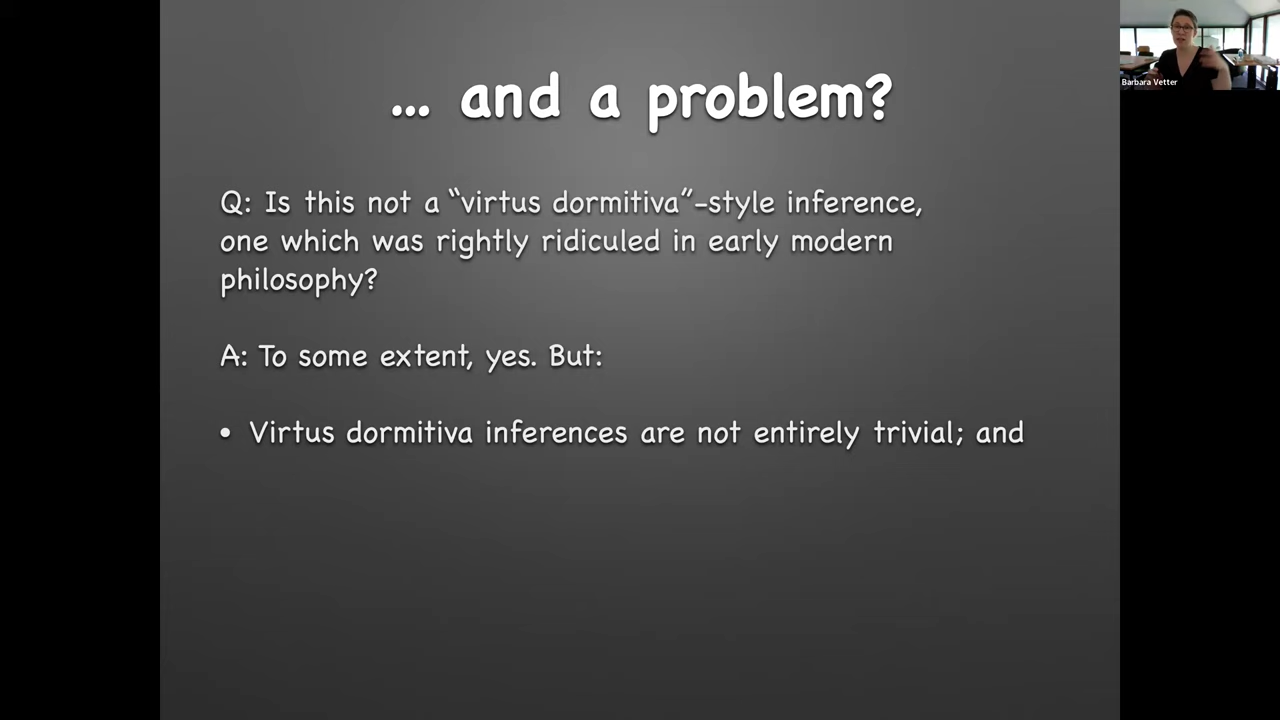 ... and a problem?
Barbara Vetter
Q: Is this not a “virtus dormitiva”-style inference,
one which was rightly ridiculed in early modern
philosophy?
A: To some extent, yes. But:
• Virtus dormitiva inferences are not entirely trivial; and